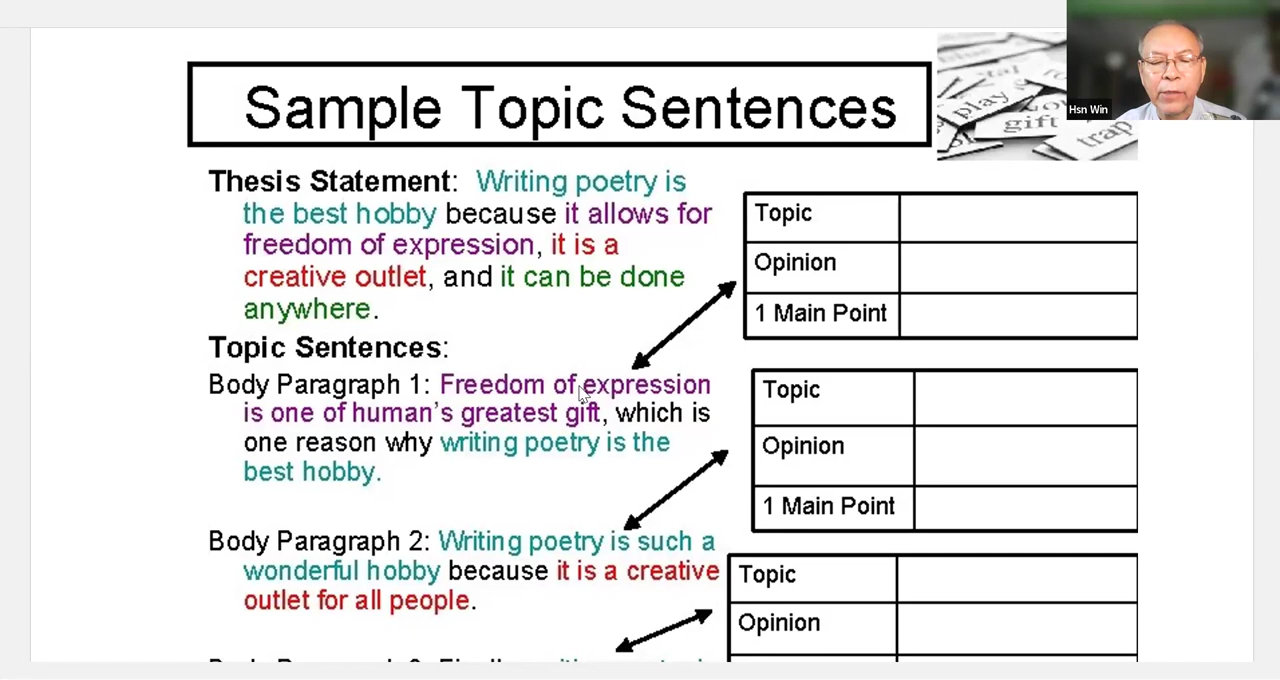 Sample Topic Sentences
play
gift
trap
Hsn Win
Thesis Statement: Writing poetry is
the best hobby because it allows for
freedom of expression, it is a
creative outlet, and it can be done
anywhere.
Topic Sentences:
Body Paragraph 1: Freedom of expression
is one of human's greatest gift, which is
one reason why writing poetry is the
best hobby.
Body Paragraph 2: Writing poetry is such a
wonderful hobby because it is a creative
outlet for all people.
Topic
Opinion
1 Main Point
Topic
Opinion
1 Main Point
Topic
Opinion